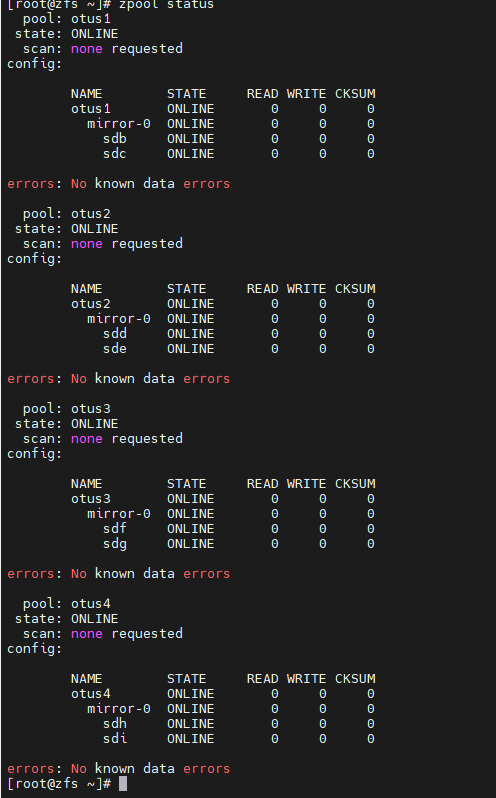 [root@zfs ~]# zpool status
  pool: otus1
 state: ONLINE
  scan: none requested
config:

        NAME        STATE     READ WRITE CKSUM
        otus1       ONLINE       0     0     0
          mirror-0  ONLINE       0     0     0
            sdb     ONLINE       0     0     0
            sdc     ONLINE       0     0     0

errors: No known data errors

  pool: otus2
 state: ONLINE
  scan: none requested
config:

        NAME        STATE     READ WRITE CKSUM
        otus2       ONLINE       0     0     0
          mirror-0  ONLINE       0     0     0
            sdd     ONLINE       0     0     0
            sde     ONLINE       0     0     0

errors: No known data errors

  pool: otus3
 state: ONLINE
  scan: none requested
config:

        NAME        STATE     READ WRITE CKSUM
        otus3       ONLINE       0     0     0
          mirror-0  ONLINE       0     0     0
            sdf     ONLINE       0     0     0
            sdg     ONLINE       0     0     0

errors: No known data errors

  pool: otus4
 state: ONLINE
  scan: none requested
config:

        NAME        STATE     READ WRITE CKSUM
        otus4       ONLINE       0     0     0
          mirror-0  ONLINE       0     0     0
            sdh     ONLINE       0     0     0
            sdi     ONLINE       0     0     0

errors: No known data errors
[root@zfs ~]#